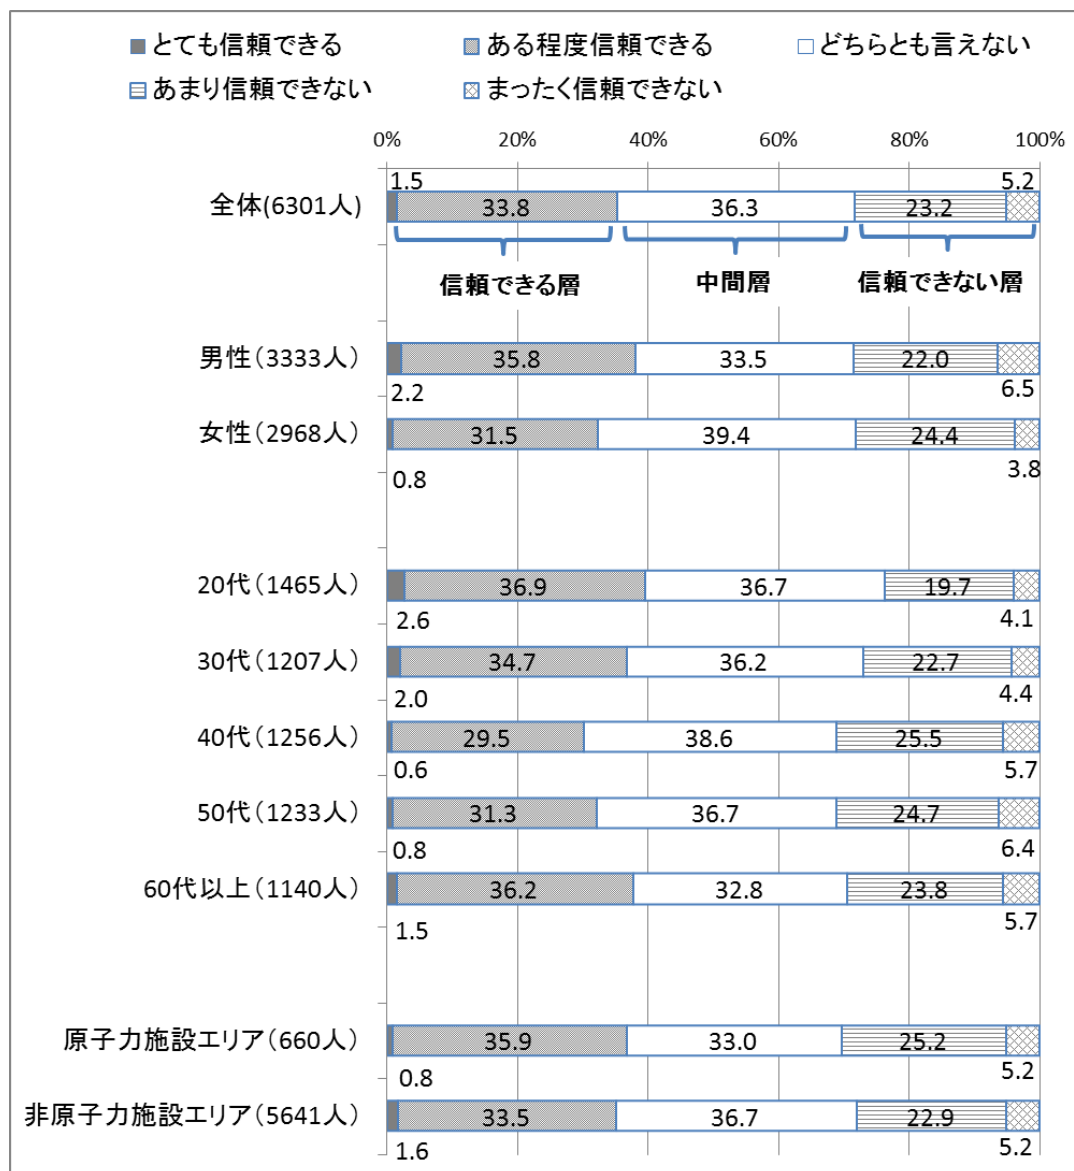 とても信頼できる ある程度信頼できる どちらとも言えない
あまり信頼できない まったく信頼できない
0% 20% 40% 60% 80% 100%
1.5 5.2
全体(6301人) 33.8 36.3 23.2
信頼できる層 中間層 信頼できない層
男性(3333人) 35.8 33.5 22.0
2.2 6.5
女性(2968人) 31.5 39.4 24.4
0.8 3.8
20代(1465人) 36.9 36.7 19.7
2.6 4.1
30代(1207人) 34.7 36.2 22.7
2.0 4.4
40代(1256人) 29.5 38.6 25.5
0.6 5.7
50代(1233人) 31.3 36.7 24.7
0.8 6.4
60代以上(1140人) 36.2 32.8 23.8
1.5 5.7
原子力施設エリア(660人) 35.9 33.0 25.2
0.8 5.2
非原子力施設エリア(5641人) 33.5 36.7 22.9
1.6 5.2